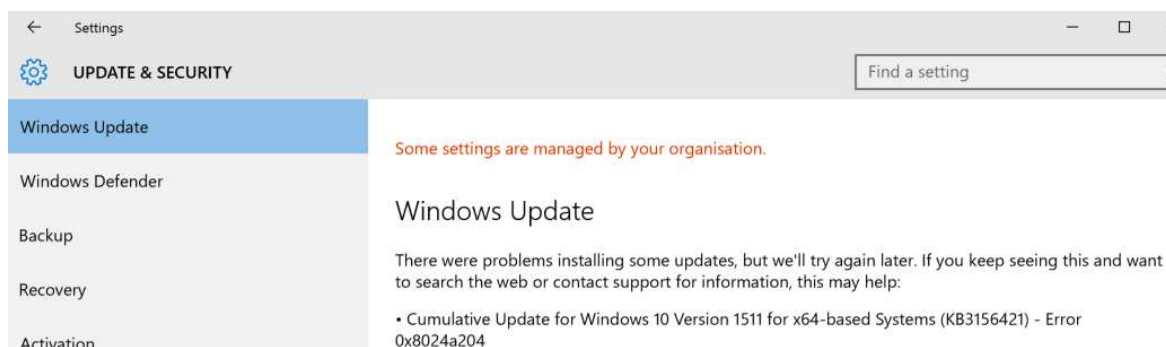 ← Settings
UPDATE & SECURITY
Find a setting
Windows Update
Windows Defender
Backup
Recovery
Activation
Some settings are managed by your organisation.
Windows Update
There were problems installing some updates, but we'll try again later. If you keep seeing this and want
to search the web or contact support for information, this may help:
• Cumulative Update for Windows 10 Version 1511 for x64-based Systems (KB3156421) - Error
0x8024a204